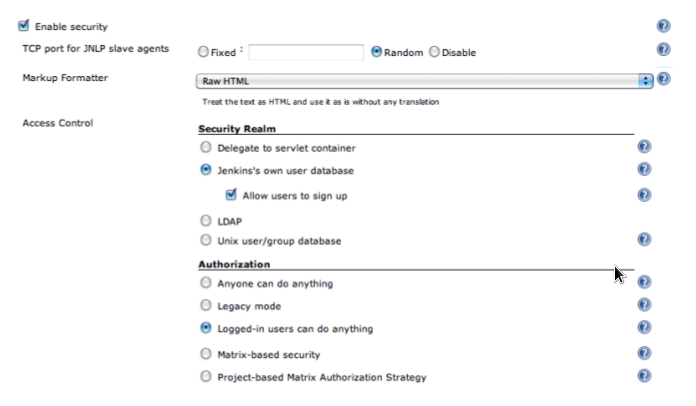 Enable security
TCP port for JNLP slave agents
Fixed : Random Disable
Markup Formatter
Raw HTML
Treat the text as HTML and use it as is without any translation
Access Control
Security Realm
Delegate to servlet container
Jenkins's own user database
Allow users to sign up
LDAP
Unix user/group database
Authorization
Anyone can do anything
Legacy mode
Logged-in users can do anything
Matrix-based security
Project-based Matrix Authorization Strategy